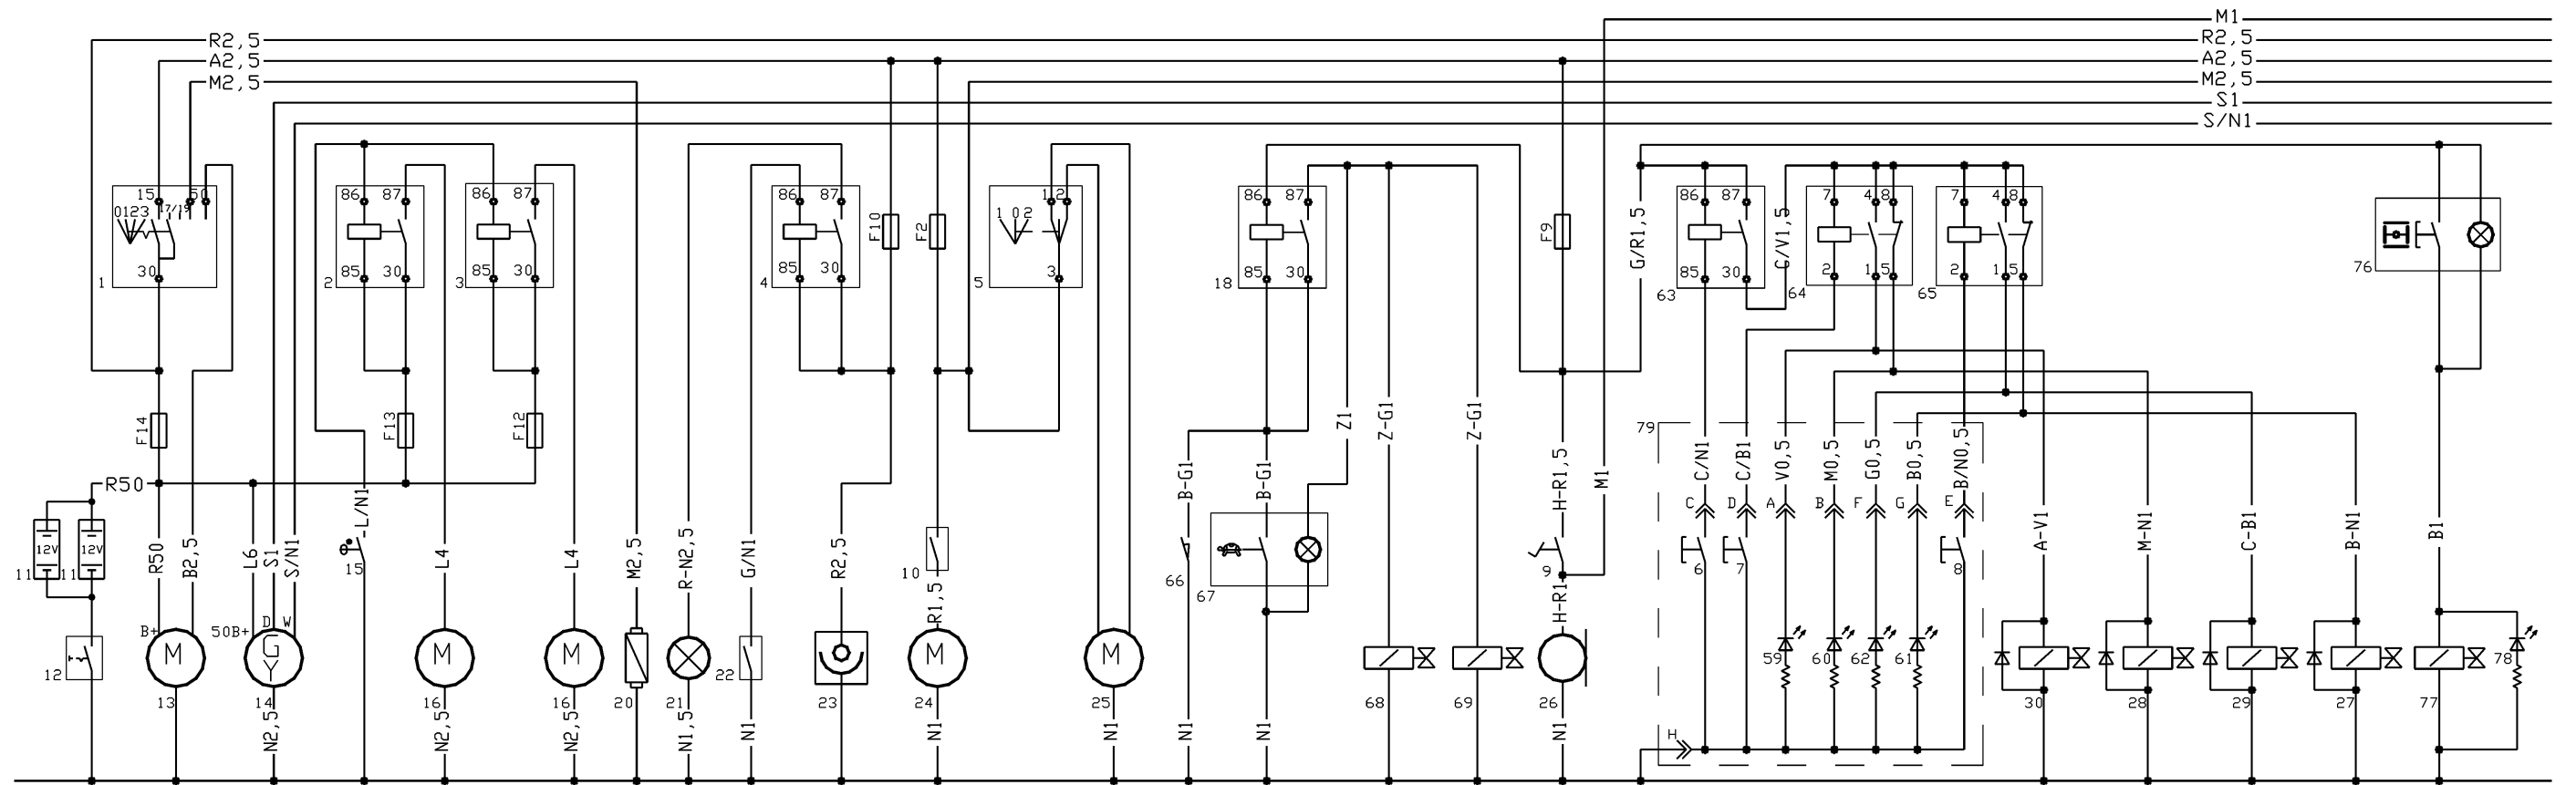 M1
R2,5 R2,5
A2,5 A2,5
M2,5 M2,5
S1
S/N1
15 50 86 87 86 87 86 87 1 2 86 87 86 87 7 4 8 7 4 8
0123 17/19 1 0 2
F10 F2 F9 G/R1,5 C/V1,5
30 85 30 85 30 85 30 3 85 30 85 30 2 1 5 2 1 5
1 2 3 4 5 18 63 64 65 76
F14 F13 F12 Z1 Z-G1 Z-G1 79
R50 L/N1 B-G1 B-G1 H-R1,5 M1 C/N1 C/B1 V0,5 M0,5 G0,5 B0,5 B/N0,5
C D A B F G E
12V 12V
11 11 R50 B2,5 L6 S1 S/N1 15 L4 L4 M2,5 R-N2,5 G/N1 R2,5 10 66 67 9 6 7 8 A-V1 M-N1 C-B1 B-N1 B1
R1,5 H-R1
B+ 50B+ D W
12 M G Y M M 22 M M 59 60 62 61 78
13 14 16 16 20 21 23 24 25 68 69 26 30 28 29 27 77
N2,5 N2,5 N2,5 N1,5 N1 N1 N1 N1 N1 N1 H